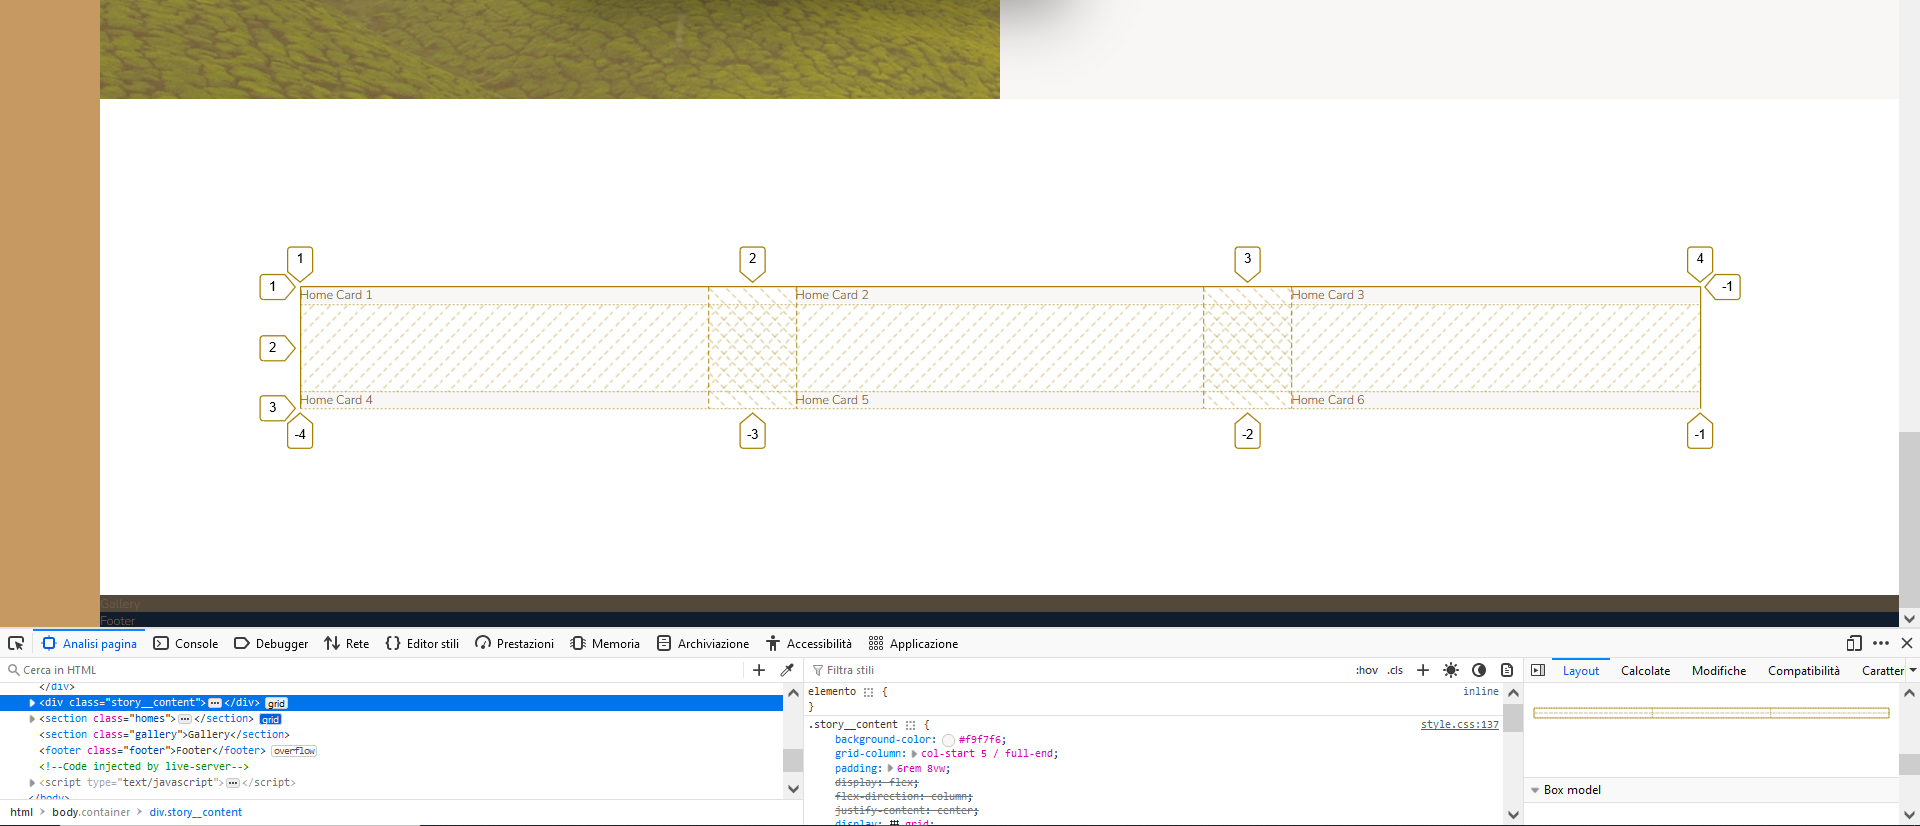 1 2 3 4
1 Home Card 1 Home Card 2 Home Card 3 -1
2
3 Home Card 4 Home Card 5 Home Card 6
-4 -3 -2 -1
Gallery
Footer
Analisi pagina Console Debugger Rete Editor stili Prestazioni Memoria Archiviazione Accessibilità Applicazione
Cerca in HTML
</div>
<div class="story__content"> </div> grid
<section class="homes"> </section> grid
<section class="gallery">Gallery</section>
<footer class="footer">Footer</footer> overflow
<!--Code injected by live-server-->
<script type="text/javascript"> </script>
</body>
html > body.container > div.story__content
Filtra stili :hov .cls
elemento { inline
}
.story__content { style.css:137
background-color: #f9f7f6;
grid-column: col-start 5 / full-end;
padding: 6rem 8vw;
display: flex;
flex-direction: column;
justify-content: center;
display: grid;
Layout Calcolate Modifiche Compatibilità Caratter
Box model